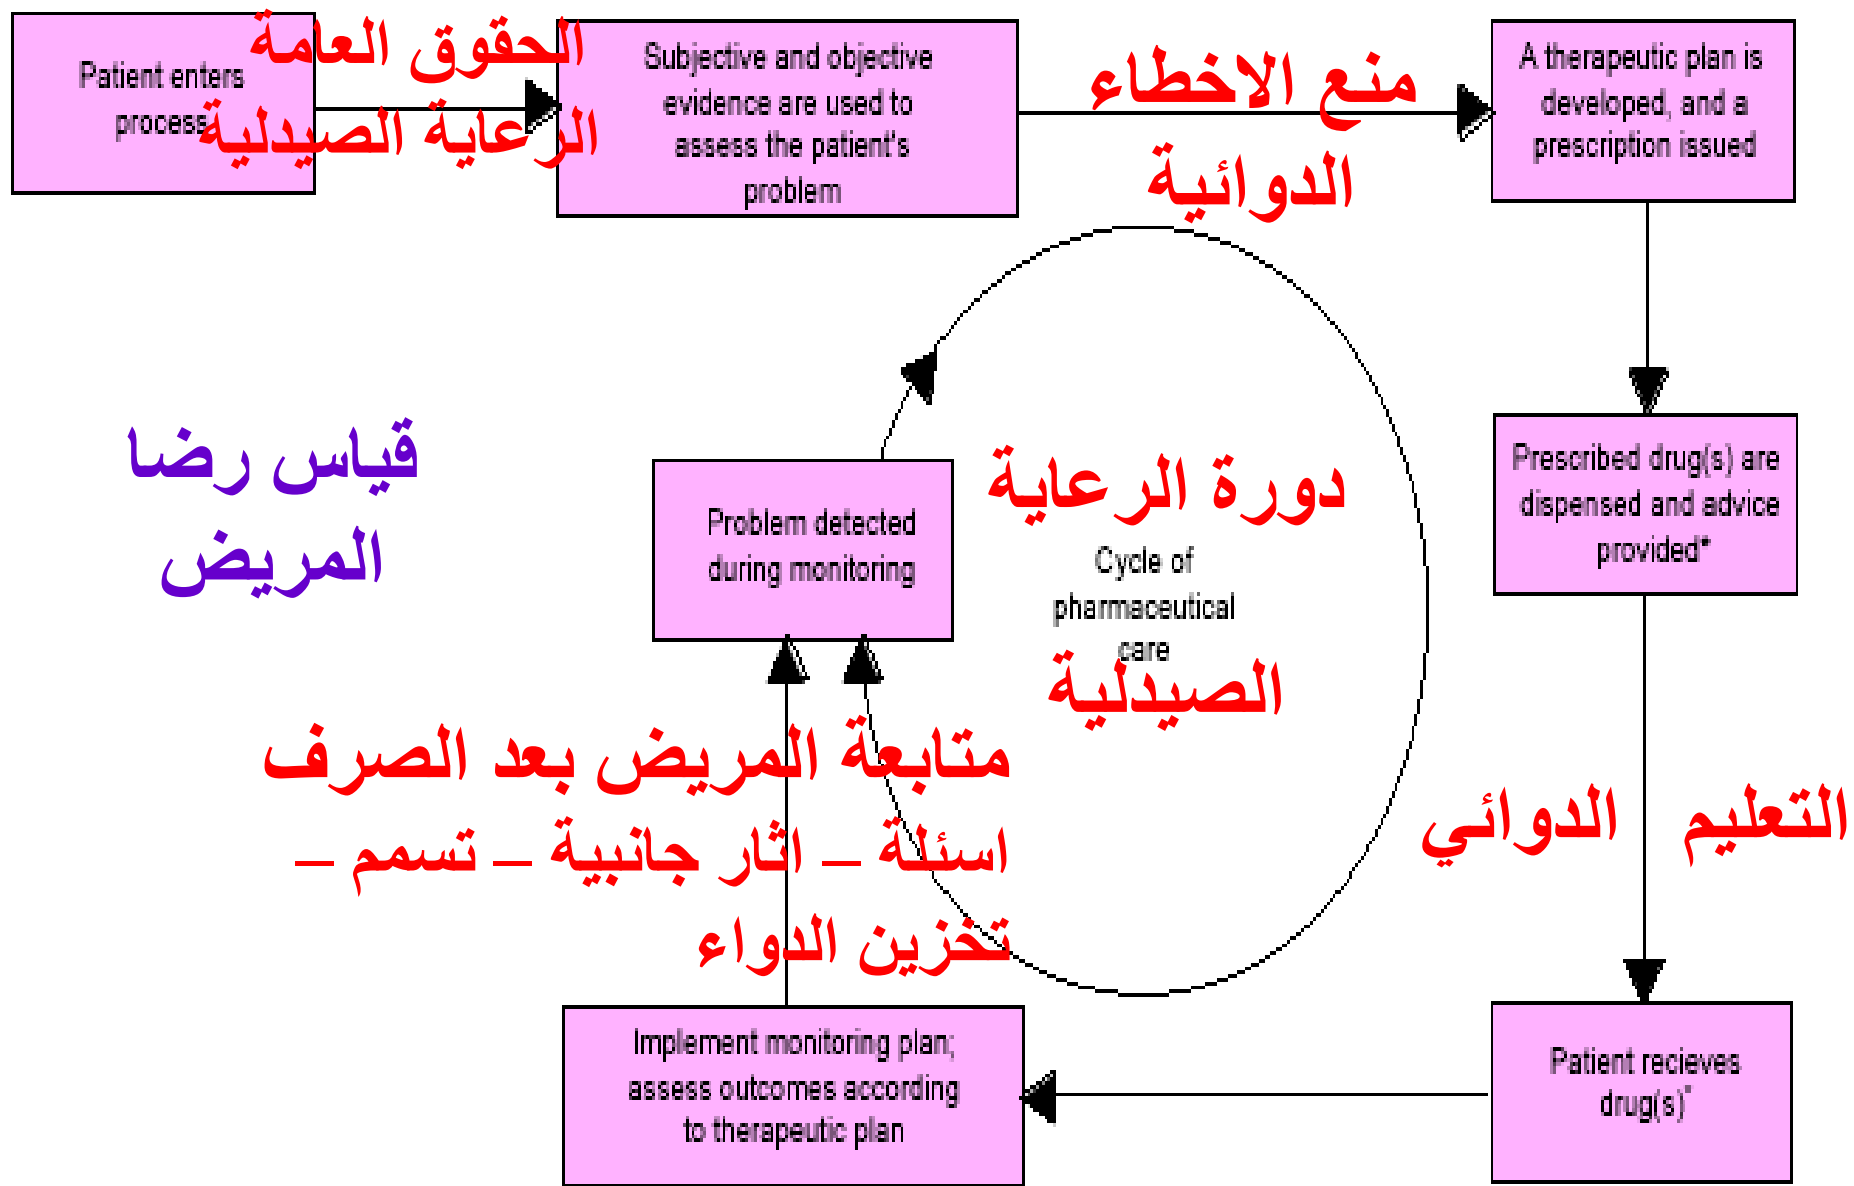 Patient enters
process
الحقوق العامة
الرعاية الصيدلية
Subjective and objective
evidence are used to
assess the patient's
problem
منع الاخطاء
الدوائية
A therapeutic plan is
developed, and a
prescription issued
Prescribed drug(s) are
dispensed and advice
provided*
التعليم الدوائي
Patient recieves
drug(s)*
Implement monitoring plan;
assess outcomes according
to therapeutic plan
متابعة المريض بعد الصرف
اسئلة – اثار جانبية – تسمم –
تخزين الدواء
Problem detected
during monitoring
دورة الرعاية
Cycle of
pharmaceutical
care
الصيدلية
قياس رضا
المريض